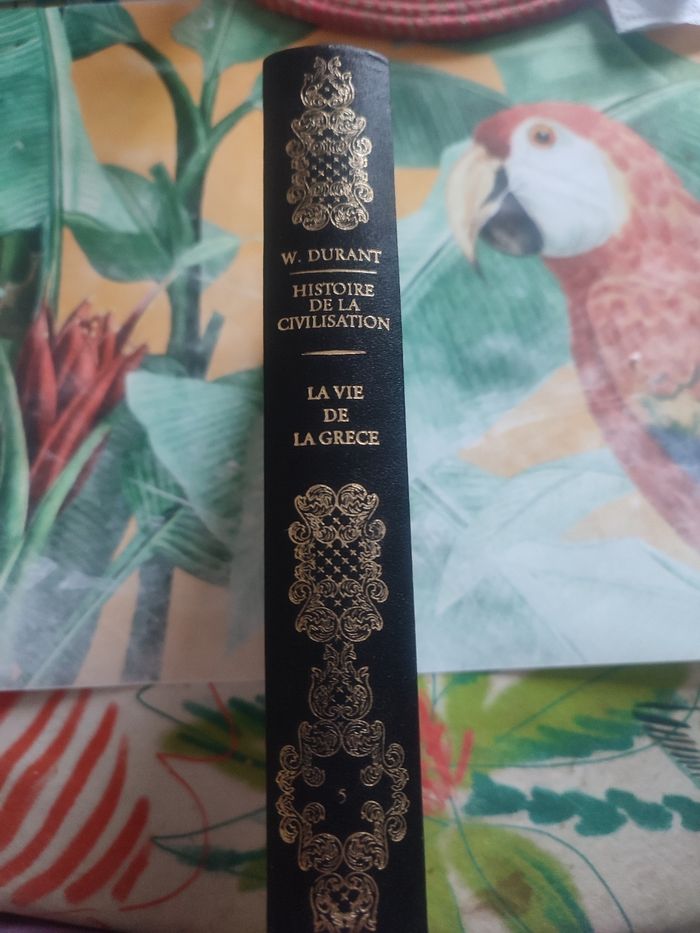 W. DURANT
HISTOIRE
DE LA
CIVILISATION
LA VIE
DE
LA GRECE
5